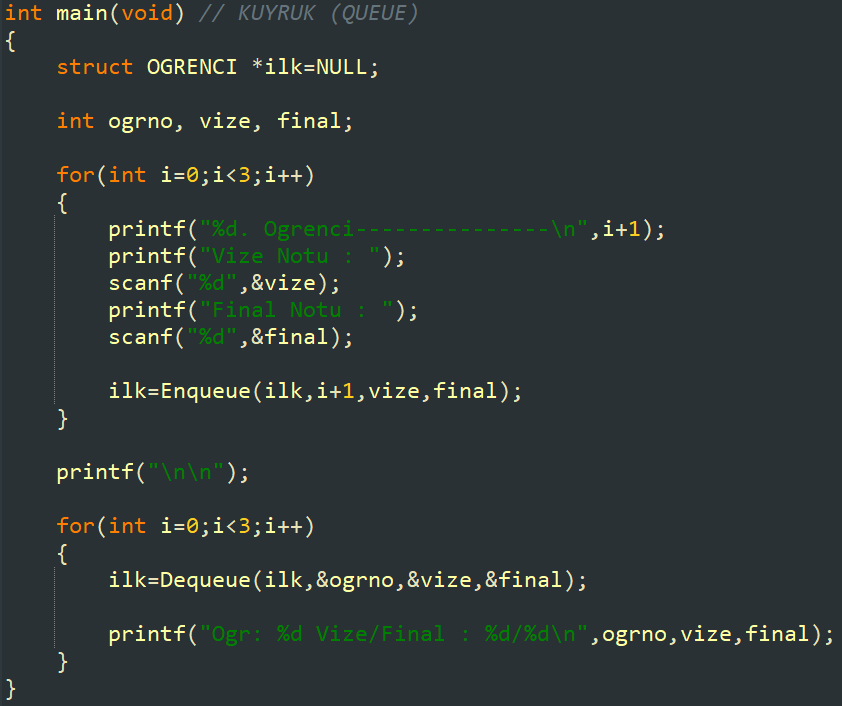 int main(void) // KUYRUK (QUEUE)
{
    struct OGRENCI *ilk=NULL;
    int ogrno, vize, final;
    for(int i=0;i<3;i++)
    {
        printf("%d. Ogrenci---------------\n",i+1);
        printf("Vize Notu : ");
        scanf("%d",&vize);
        printf("Final Notu : ");
        scanf("%d",&final);
        ilk=Enqueue(ilk,i+1,vize,final);
    }
    printf("\n\n");
    for(int i=0;i<3;i++)
    {
        ilk=Dequeue(ilk,&ogrno,&vize,&final);
        printf("Ogr: %d Vize/Final : %d/%d\n",ogrno,vize,final);
    }
}